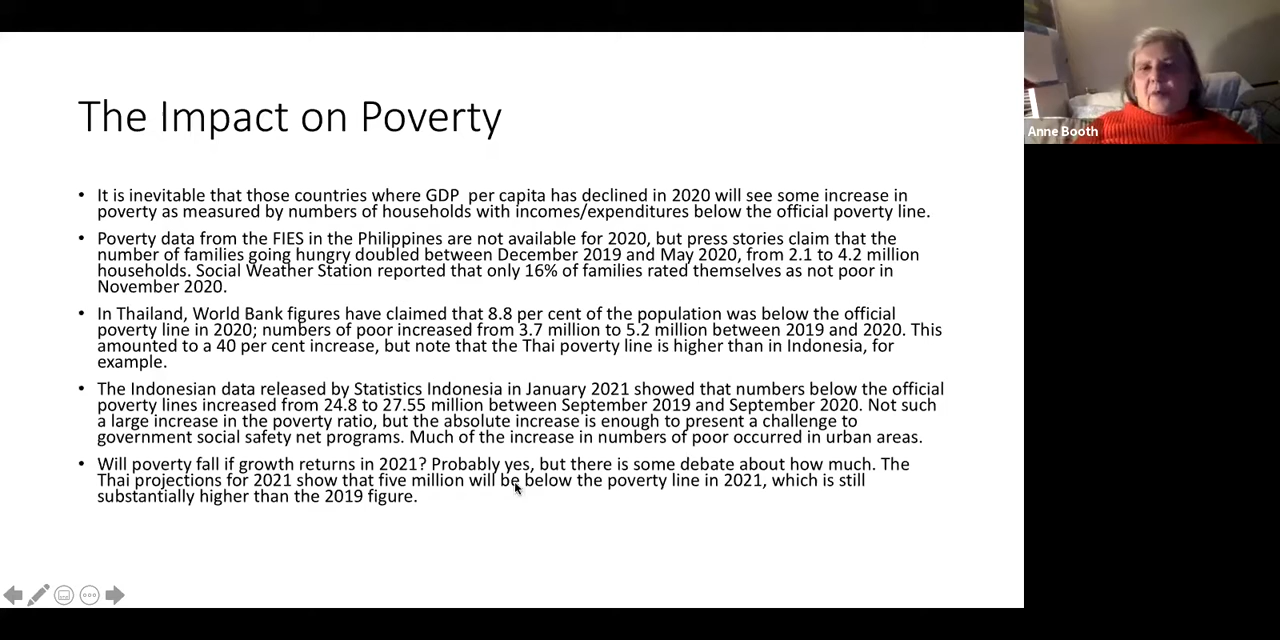 The Impact on Poverty
• It is inevitable that those countries where GDP  per capita has declined in 2020 will see some increase in
poverty as measured by numbers of households with incomes/expenditures below the official poverty line.
• Poverty data from the FIES in the Philippines are not available for 2020, but press stories claim that the
number of families going hungry doubled between December 2019 and May 2020, from 2.1 to 4.2 million
households. Social Weather Station reported that only 16% of families rated themselves as not poor in
November 2020.
• In Thailand, World Bank figures have claimed that 8.8 per cent of the population was below the official
poverty line in 2020; numbers of poor increased from 3.7 million to 5.2 million between 2019 and 2020. This
amounted to a 40 per cent increase, but note that the Thai poverty line is higher than in Indonesia, for
example.
• The Indonesian data released by Statistics Indonesia in January 2021 showed that numbers below the official
poverty lines increased from 24.8 to 27.55 million between September 2019 and September 2020. Not such
a large increase in the poverty ratio, but the absolute increase is enough to present a challenge to
government social safety net programs. Much of the increase in numbers of poor occurred in urban areas.
• Will poverty fall if growth returns in 2021? Probably yes, but there is some debate about how much. The
Thai projections for 2021 show that five million will be below the poverty line in 2021, which is still
substantially higher than the 2019 figure.
Anne Booth